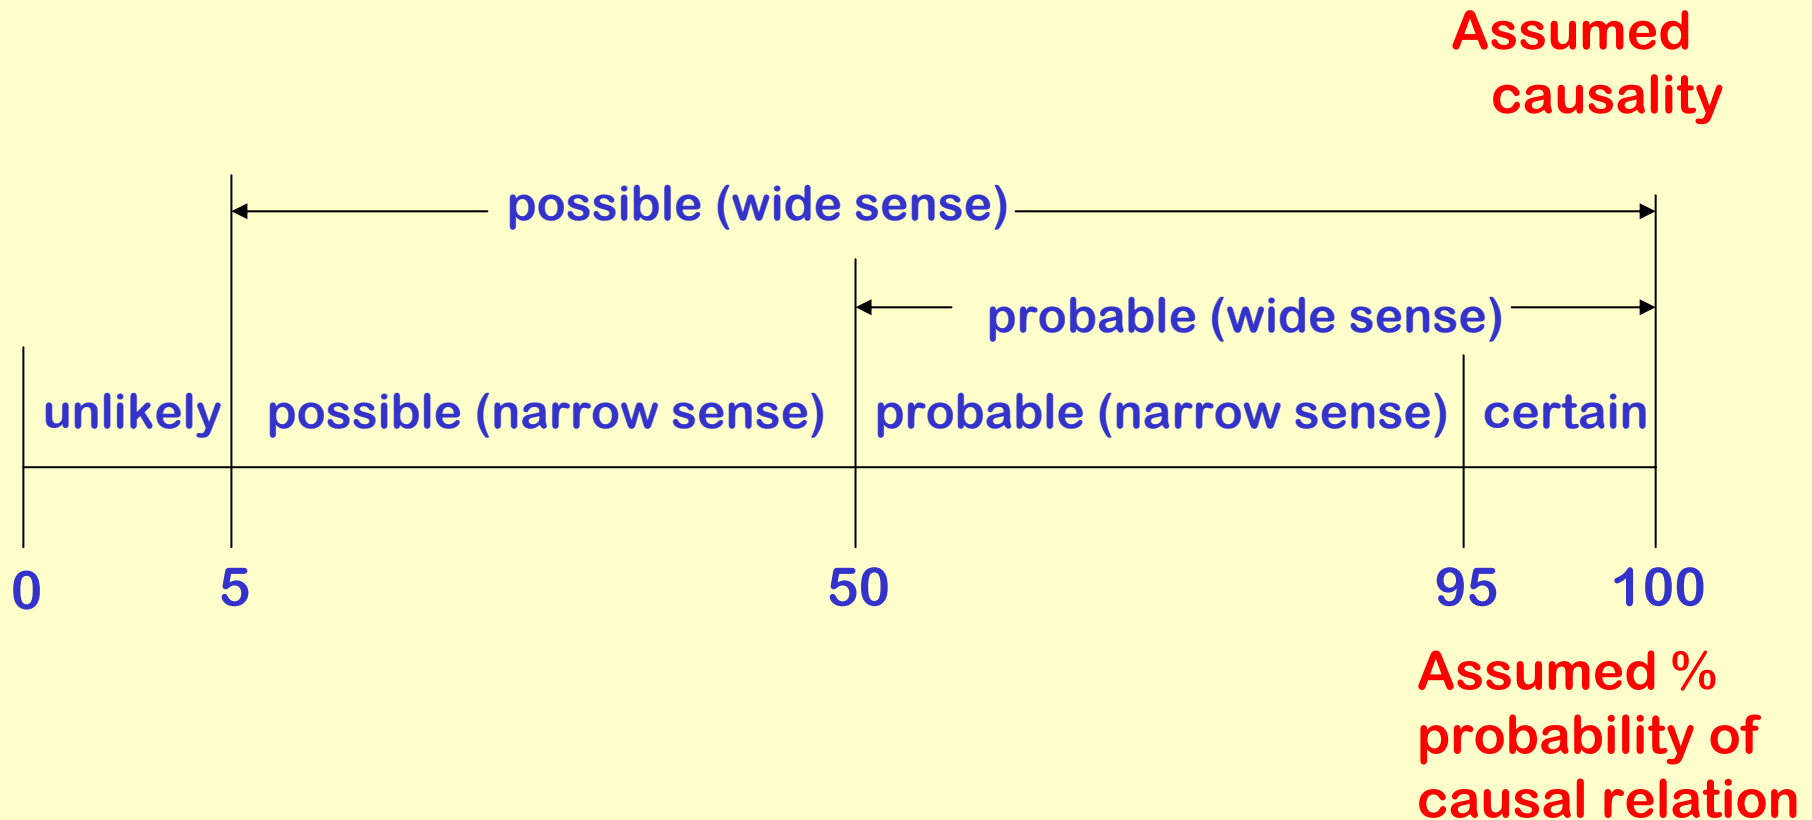 Assumed
causality
possible (wide sense)
probable (wide sense)
unlikely possible (narrow sense) probable (narrow sense) certain
0 5 50 95 100
Assumed %
probability of
causal relation